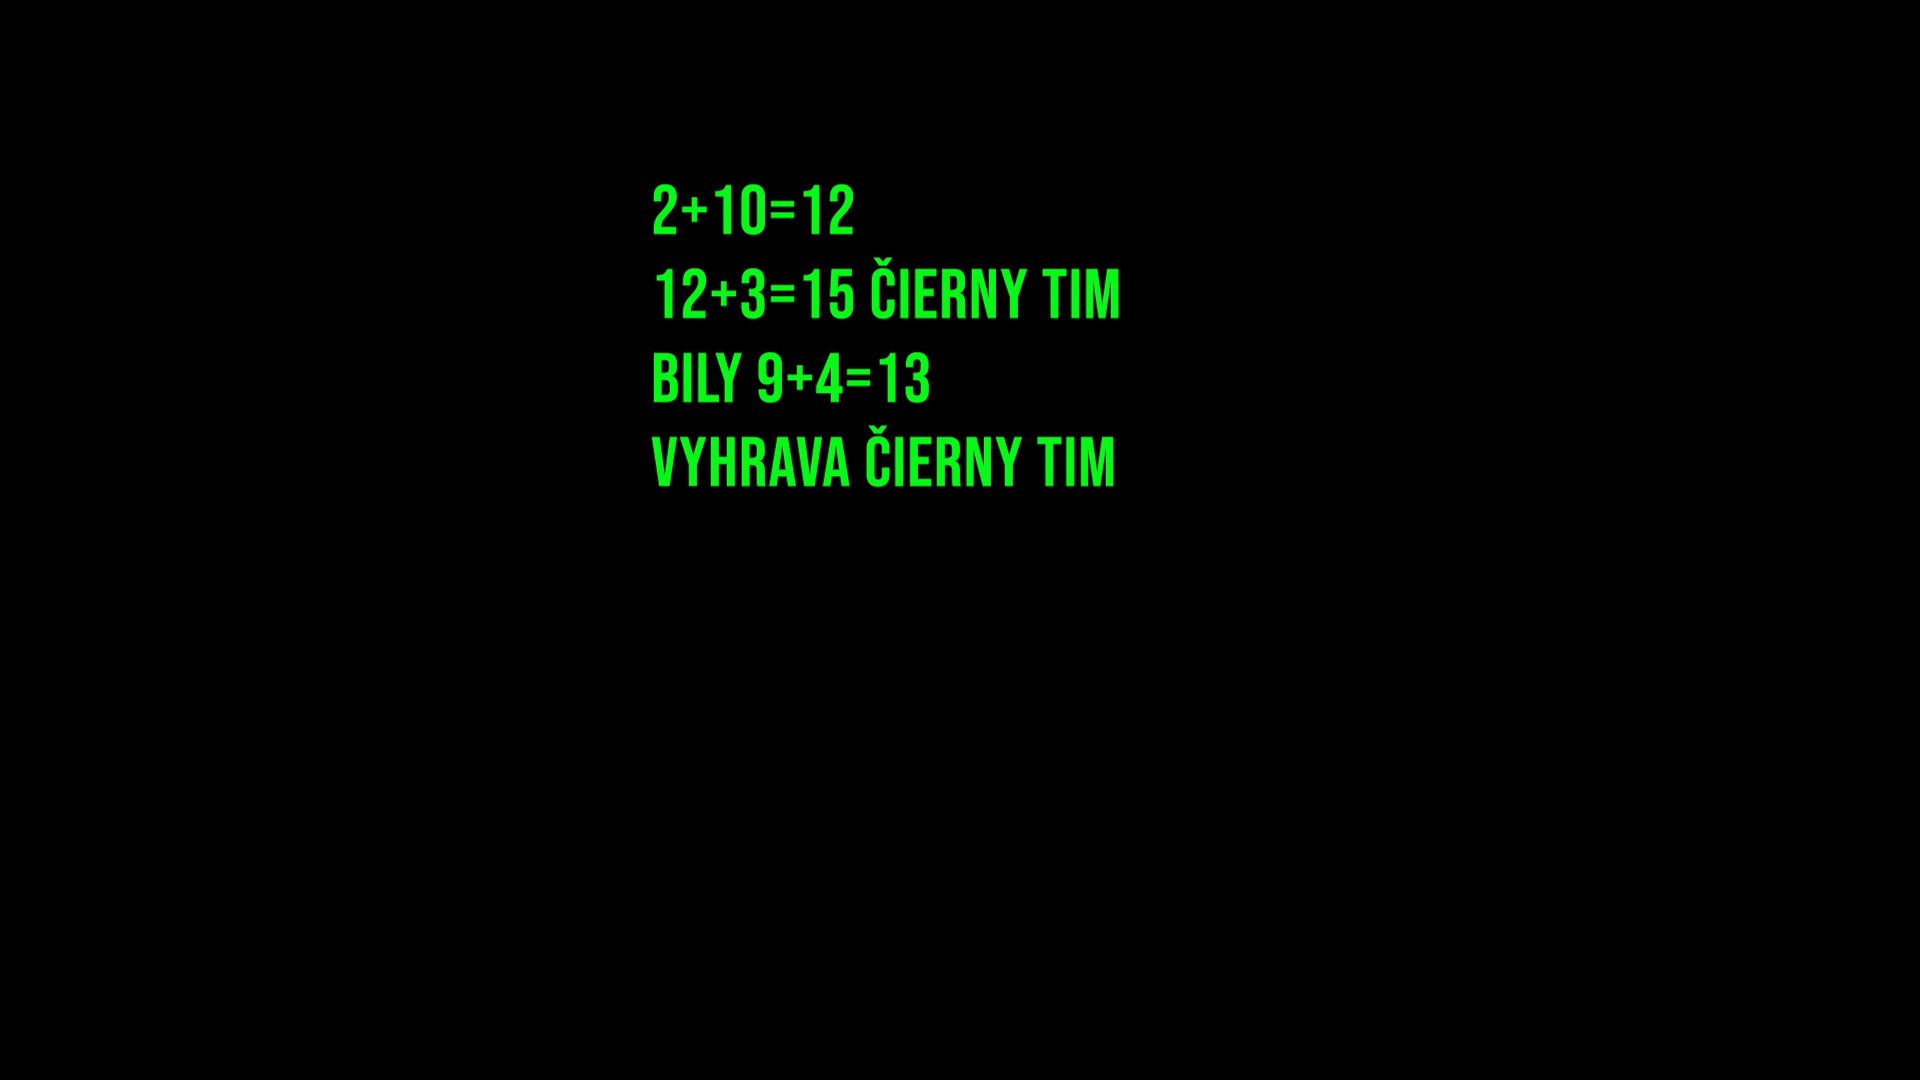 2+10=12
12+3=15 ČIERNY TIM
BILY 9+4=13
VYHRAVA ČIERNY TIM